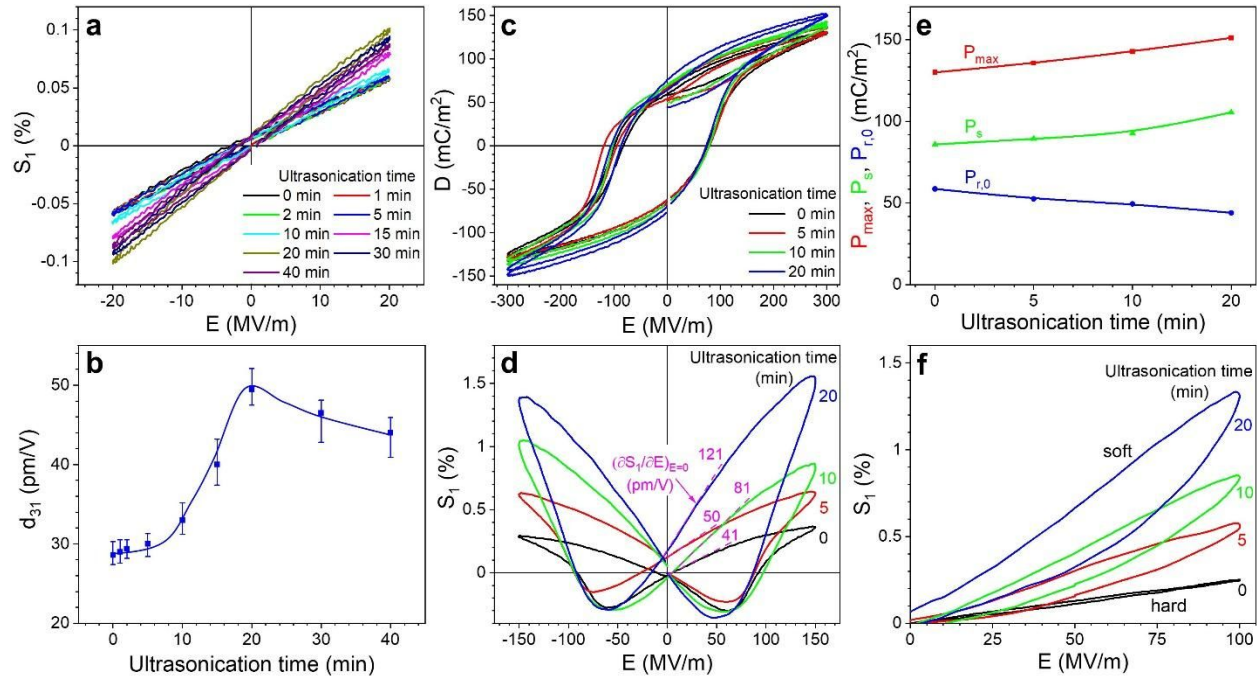 a
S₁ (%)
0.1
0.05
0
-0.05
-0.1
Ultrasonication time
0 min 1 min
2 min 5 min
10 min 15 min
20 min 30 min
40 min
-20 -10 0 10 20
E (MV/m)
c
D (mC/m²)
150
100
50
0
-50
-100
-150
Ultrasonication time
0 min
5 min
10 min
20 min
-300 -200 -100 0 100 200 300
E (MV/m)
e
Pmax, Ps, Pr,0 (mC/m²)
150
100
50
0
Pmax
Ps
Pr,0
0 5 10 20
Ultrasonication time (min)
b
d₃₁ (pm/V)
50
40
30
20
0 10 20 30 40
Ultrasonication time (min)
d
S₁ (%)
1.5
1
0.5
0
Ultrasonication time
(min)
20
121
(∂S₁/∂E)E=0
(pm/V)
81
10
50
5
41
0
-150 -100 -50 0 50 100 150
E (MV/m)
f
S₁ (%)
1.5
1
0.5
0
Ultrasonication time
(min)
20
soft
10
5
0
hard
0 25 50 75 100
E (MV/m)